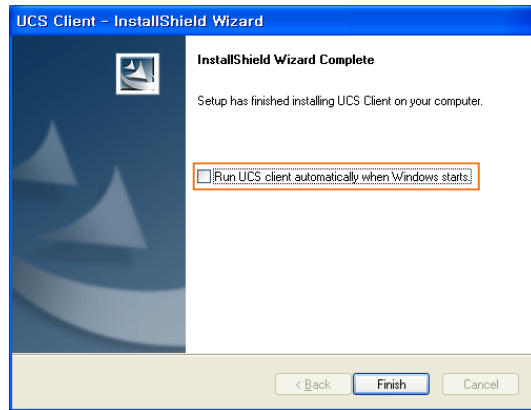 UCS Client - InstallShield Wizard
InstallShield Wizard Complete
Setup has finished installing UCS Client on your computer.
Run UCS client automatically when Windows starts.
< Back
Finish
Cancel